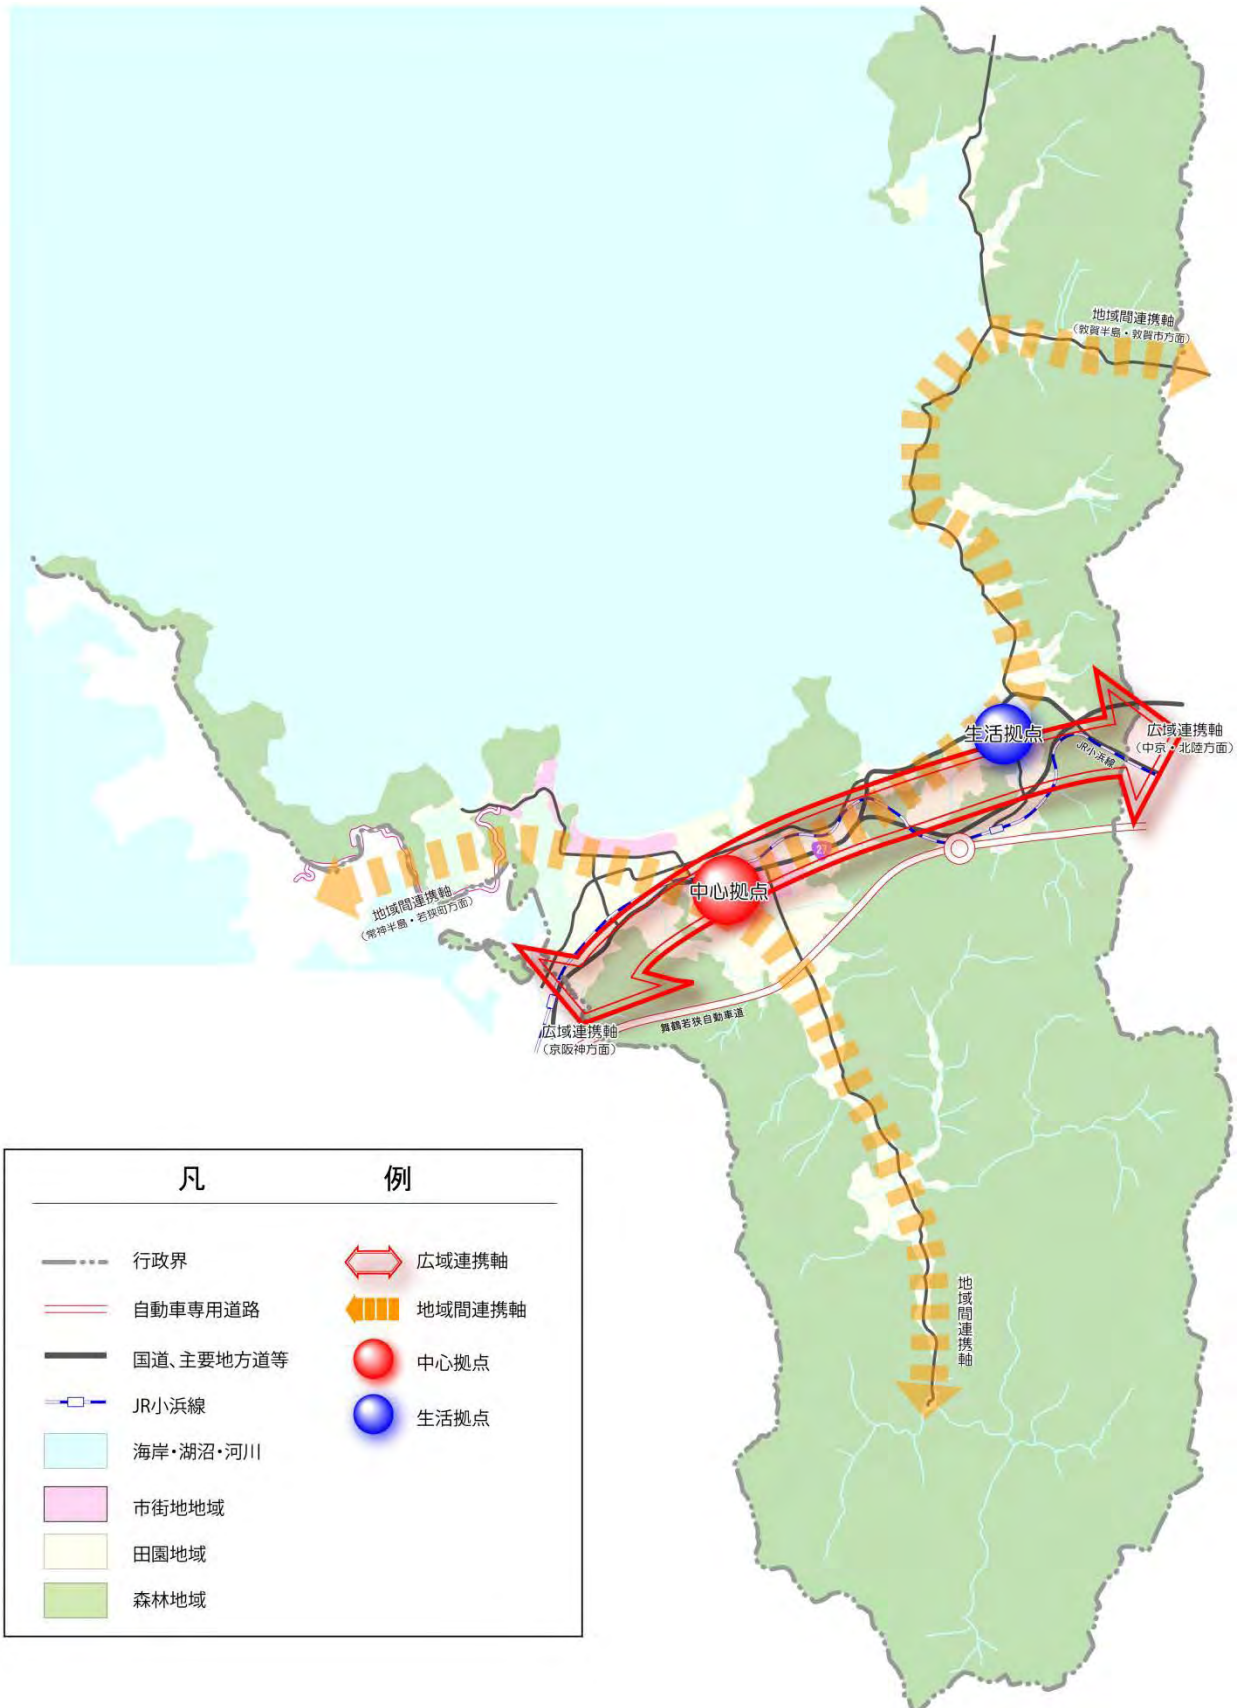 地域間連携軸
(敦賀半島・敦賀市方面)
生活拠点
広域連携軸
(中京・北陸方面)
JR小浜線
27
中心拠点
地域間連携軸
(常神半島・若狭町方面)
舞鶴若狭自動車道
広域連携軸
(京阪神方面)
地域間連携軸
凡 例
行政界
自動車専用道路
国道、主要地方道等
JR小浜線
海岸・湖沼・河川
市街地地域
田園地域
森林地域
広域連携軸
地域間連携軸
中心拠点
生活拠点